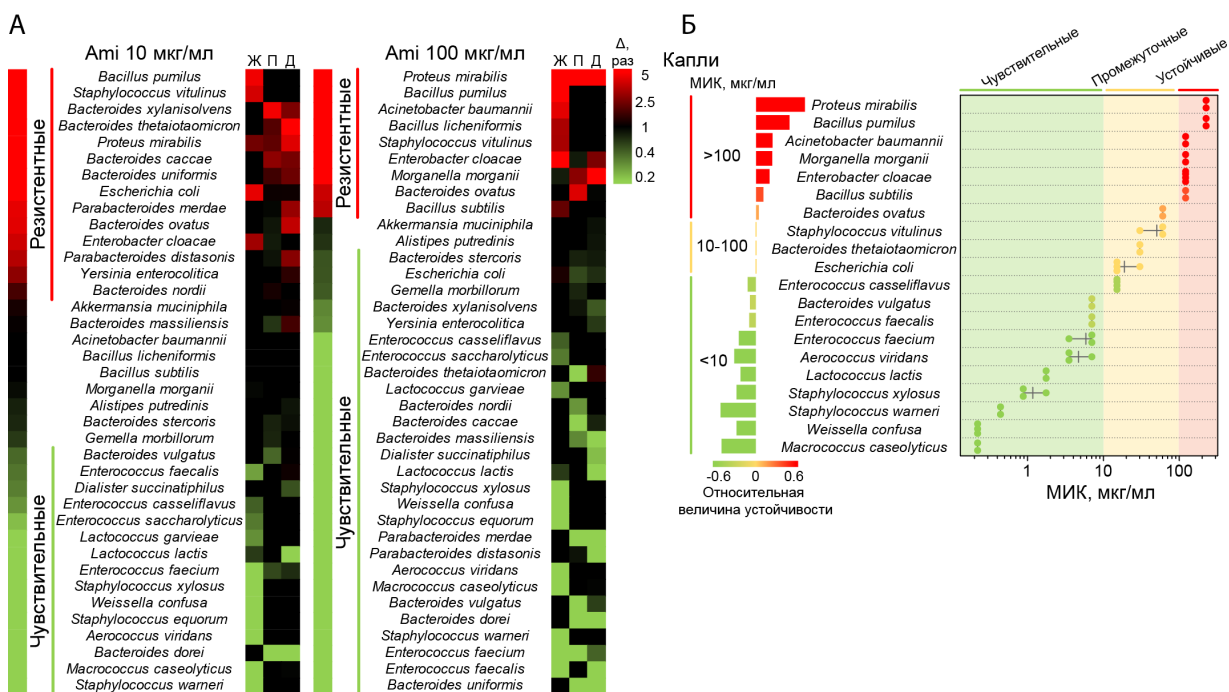 А
Ami 10 мкг/мл
Ж П Д
Резистентные
Чувствительные
Bacillus pumilus
Staphylococcus vitulinus
Bacteroides xylanisolvens
Bacteroides thetaiotaomicron
Proteus mirabilis
Bacteroides caccae
Bacteroides uniformis
Escherichia coli
Parabacteroides merdae
Bacteroides ovatus
Enterobacter cloacae
Parabacteroides distasonis
Yersinia enterocolitica
Bacteroides nordii
Akkermansia muciniphila
Bacteroides massiliensis
Acinetobacter baumannii
Bacillus licheniformis
Bacillus subtilis
Morganella morganii
Alistipes putredinis
Bacteroides stercoris
Gemella morbillorum
Bacteroides vulgatus
Enterococcus faecalis
Dialister succinatiphilus
Enterococcus casseliflavus
Enterococcus saccharolyticus
Lactococcus garvieae
Lactococcus lactis
Enterococcus faecium
Staphylococcus xylosus
Weissella confusa
Staphylococcus equorum
Aerococcus viridans
Bacteroides dorei
Macrococcus caseolyticus
Staphylococcus warneri
Ami 100 мкг/мл
Ж П Д
Резистентные
Чувствительные
Proteus mirabilis
Bacillus pumilus
Acinetobacter baumannii
Bacillus licheniformis
Staphylococcus vitulinus
Enterobacter cloacae
Morganella morganii
Bacteroides ovatus
Bacillus subtilis
Akkermansia muciniphila
Alistipes putredinis
Bacteroides stercoris
Escherichia coli
Gemella morbillorum
Bacteroides xylanisolvens
Yersinia enterocolitica
Enterococcus casseliflavus
Enterococcus saccharolyticus
Bacteroides thetaiotaomicron
Lactococcus garvieae
Bacteroides nordii
Bacteroides caccae
Bacteroides massiliensis
Dialister succinatiphilus
Lactococcus lactis
Staphylococcus xylosus
Weissella confusa
Staphylococcus equorum
Parabacteroides merdae
Parabacteroides distasonis
Aerococcus viridans
Macrococcus caseolyticus
Bacteroides vulgatus
Bacteroides dorei
Staphylococcus warneri
Enterococcus faecium
Enterococcus faecalis
Bacteroides uniformis
Δ,
раз
5
2.5
1
0.4
0.2
Б
Капли
МИК, мкг/мл
>100
10-100
<10
Proteus mirabilis
Bacillus pumilus
Acinetobacter baumannii
Morganella morganii
Enterobacter cloacae
Bacillus subtilis
Bacteroides ovatus
Staphylococcus vitulinus
Bacteroides thetaiotaomicron
Escherichia coli
Enterococcus casseliflavus
Bacteroides vulgatus
Enterococcus faecalis
Enterococcus faecium
Aerococcus viridans
Lactococcus lactis
Staphylococcus xylosus
Staphylococcus warneri
Weissella confusa
Macrococcus caseolyticus
-0.6 0 0.6
Относительная
величина устойчивости
Чувствительные
Промежуточные
Устойчивые
1 10 100
МИК, мкг/мл